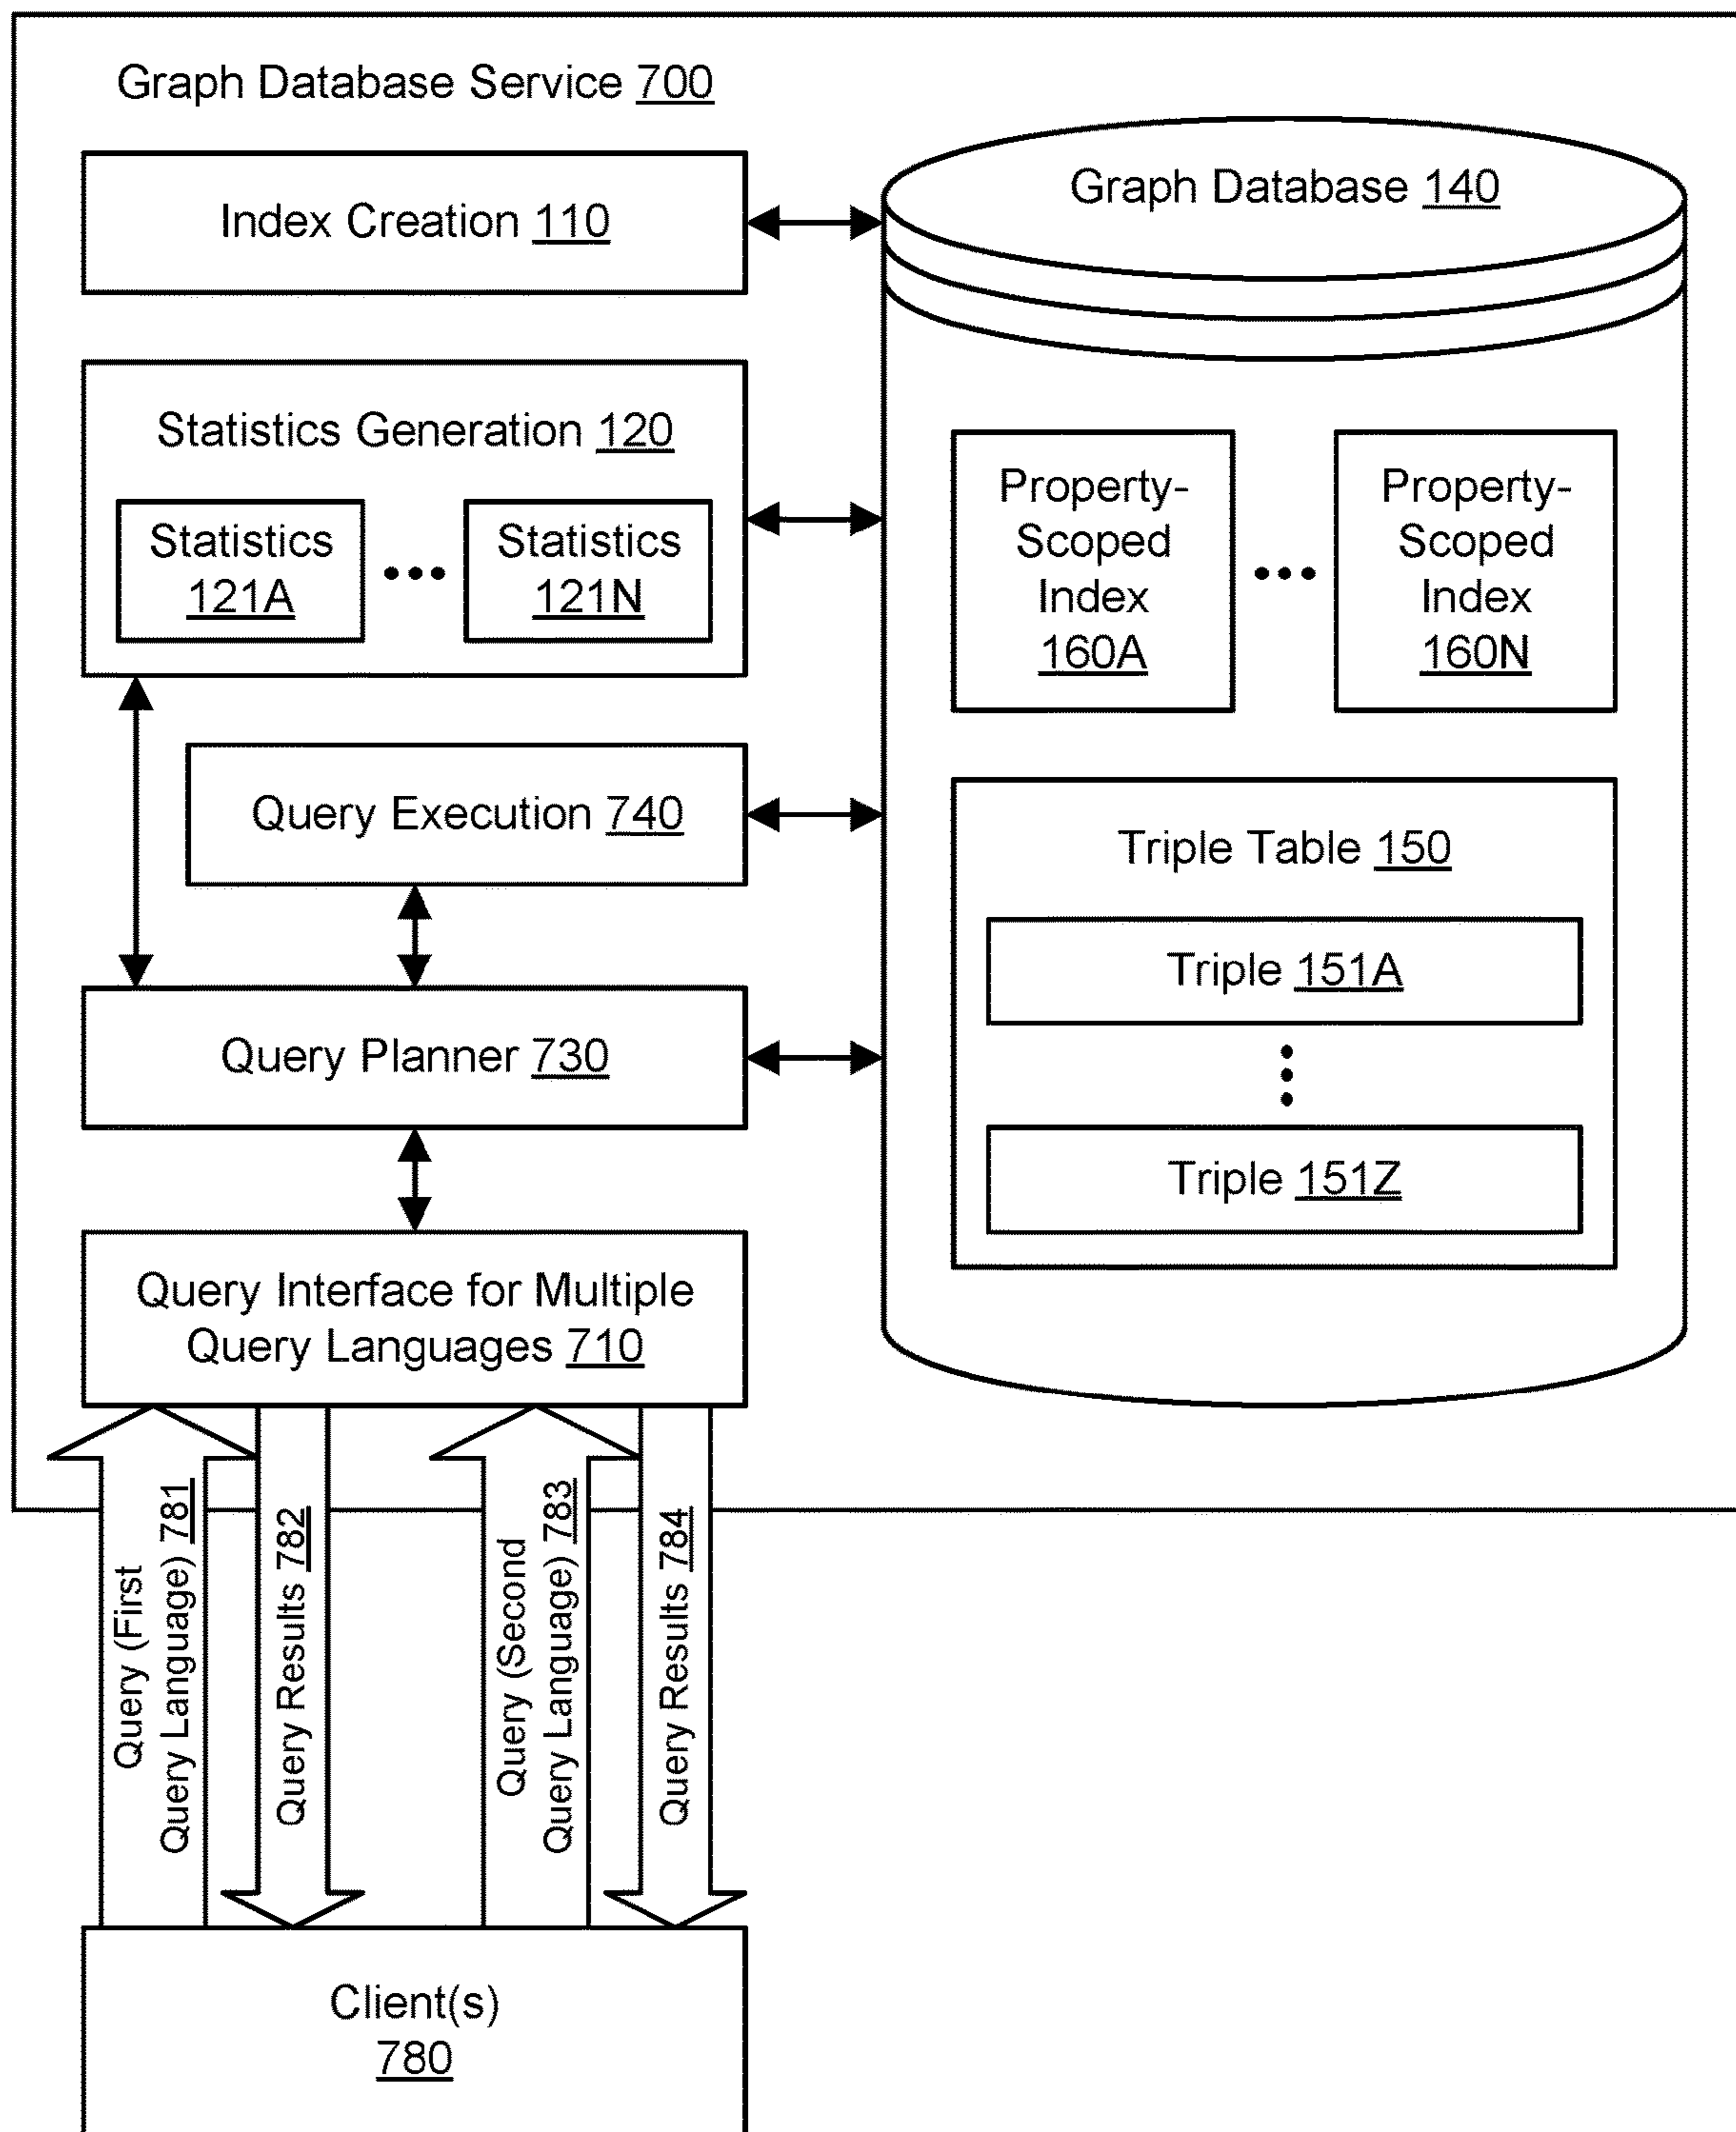 Graph Database Service 700
Index Creation 110
Graph Database 140
Statistics Generation 120
Statistics
121A
•••
Statistics
121N
Property-
Scoped
Index
160A
•••
Property-
Scoped
Index
160N
Query Execution 740
Triple Table 150
Triple 151A
Triple 151Z
Query Planner 730
Query Interface for Multiple
Query Languages 710
Query (First
Query Language) 781
Query Results 782
Query (Second
Query Language) 783
Query Results 784
Client(s)
780